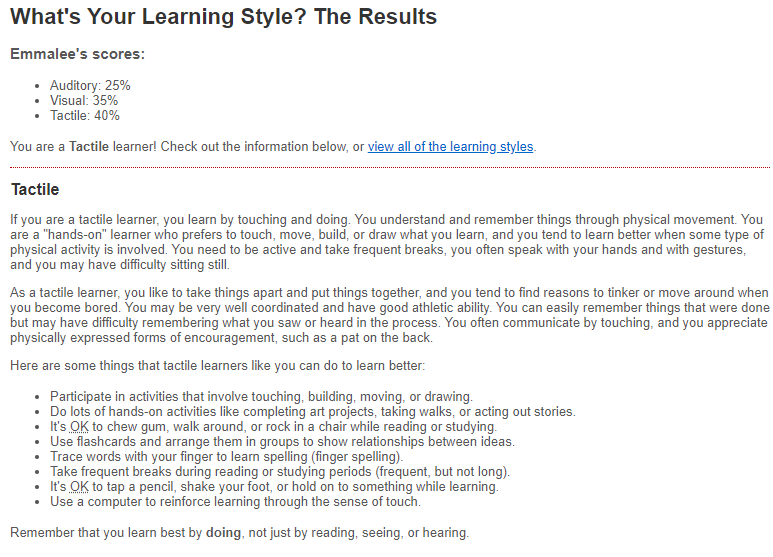 What's Your Learning Style? The Results
Emmalee's scores:
• Auditory: 25%
• Visual: 35%
• Tactile: 40%
You are a Tactile learner! Check out the information below, or view all of the learning styles.
Tactile
If you are a tactile learner, you learn by touching and doing. You understand and remember things through physical movement. You
are a "hands-on" learner who prefers to touch, move, build, or draw what you learn, and you tend to learn better when some type of
physical activity is involved. You need to be active and take frequent breaks, you often speak with your hands and with gestures,
and you may have difficulty sitting still.
As a tactile learner, you like to take things apart and put things together, and you tend to find reasons to tinker or move around when
you become bored. You may be very well coordinated and have good athletic ability. You can easily remember things that were done
but may have difficulty remembering what you saw or heard in the process. You often communicate by touching, and you appreciate
physically expressed forms of encouragement, such as a pat on the back.
Here are some things that tactile learners like you can do to learn better:
• Participate in activities that involve touching, building, moving, or drawing.
• Do lots of hands-on activities like completing art projects, taking walks, or acting out stories.
• It's OK to chew gum, walk around, or rock in a chair while reading or studying.
• Use flashcards and arrange them in groups to show relationships between ideas.
• Trace words with your finger to learn spelling (finger spelling).
• Take frequent breaks during reading or studying periods (frequent, but not long).
• It's OK to tap a pencil, shake your foot, or hold on to something while learning.
• Use a computer to reinforce learning through the sense of touch.
Remember that you learn best by doing, not just by reading, seeing, or hearing.